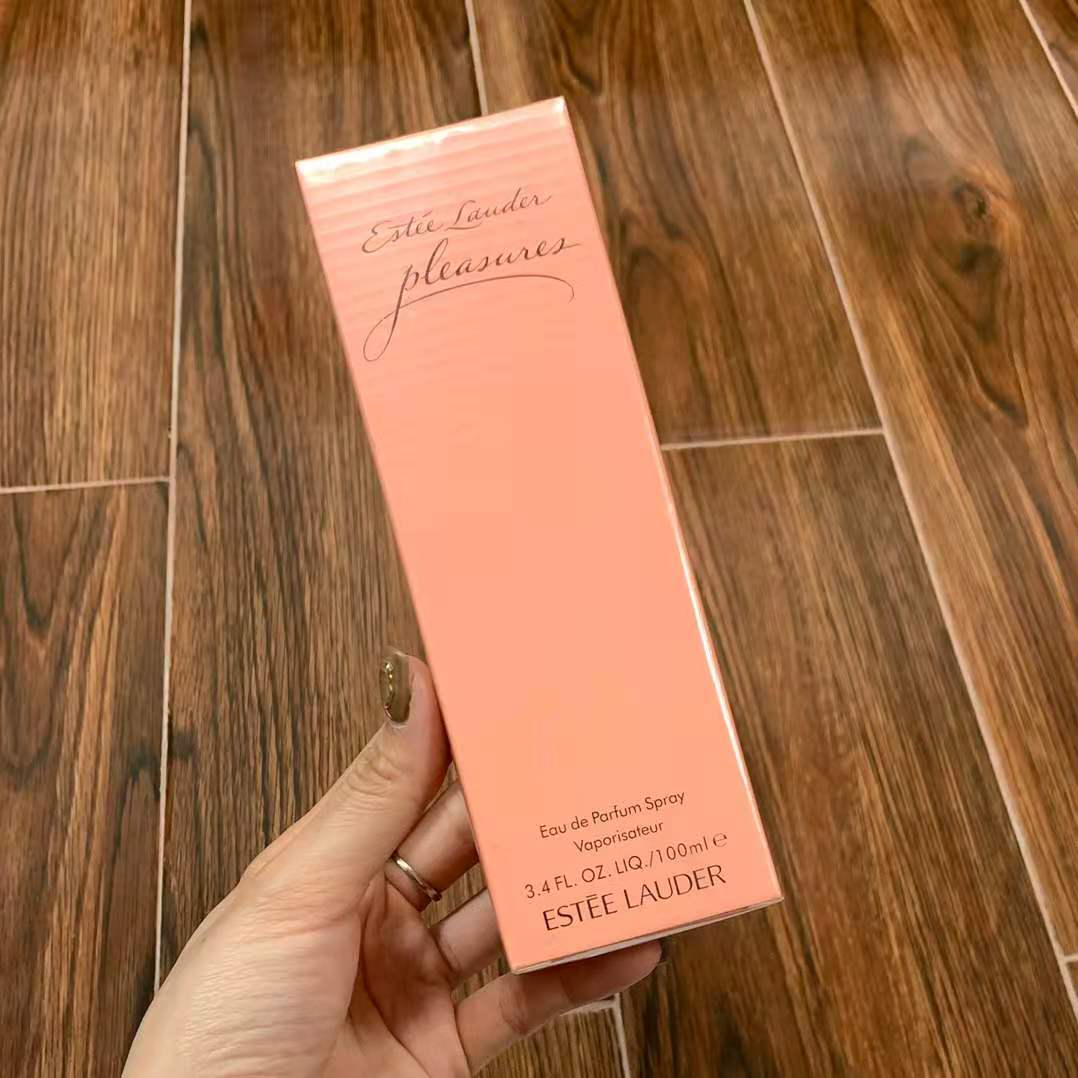 Estée Lauder
pleasures
Eau de Parfum Spray
Vaporisateur
3.4 FL. OZ. LIQ./100ml ℮
ESTĒE LAUDER